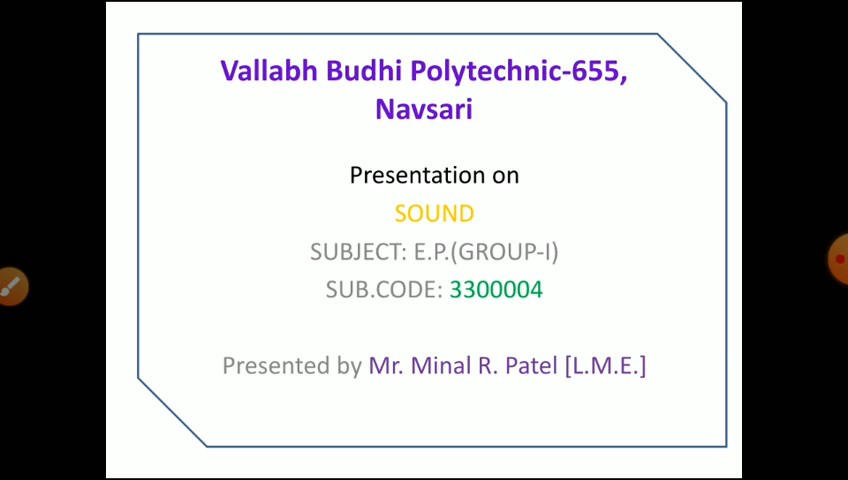 Vallabh Budhi Polytechnic-655,
Navsari
Presentation on
SOUND
SUBJECT: E.P.(GROUP-I)
SUB.CODE: 3300004
Presented by Mr. Minal R. Patel [L.M.E.]